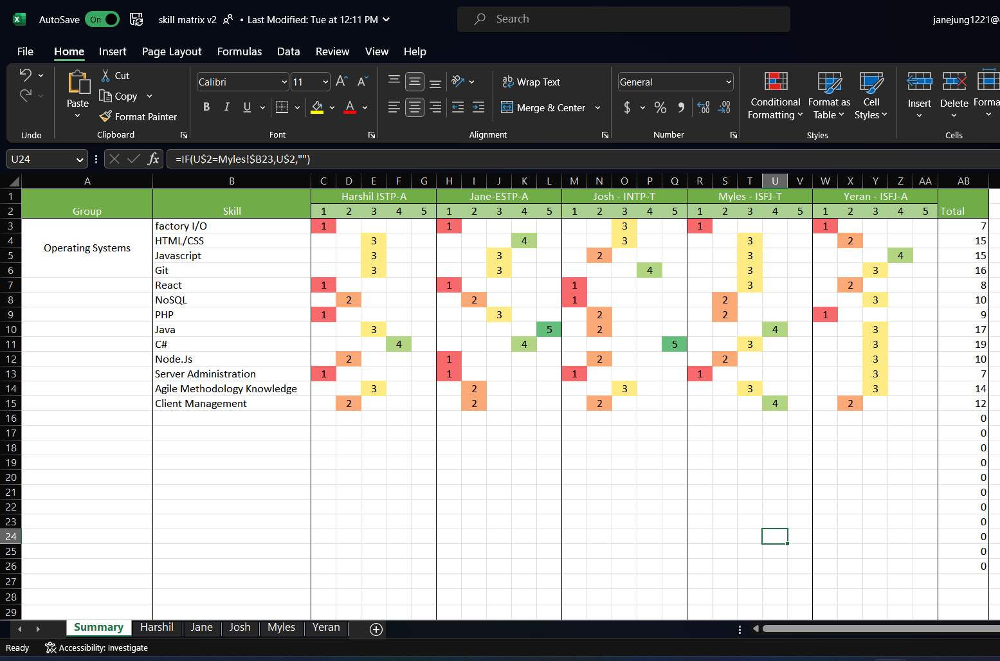 AutoSave On skill matrix v2 • Last Modified: Tue at 12:11 PM Search janejung1221@
File Home Insert Page Layout Formulas Data Review View Help
Cut
Copy
Format Painter
Paste
Calibri 11
B I U A
Wrap Text
Merge & Center
General
$ % 9 .00
Conditional Formatting
Format as Table
Cell Styles
Insert Delete Forma
Undo Clipboard Font Alignment Number Styles Cells
U24 fx =IF(U$2=Myles!$B23,U$2,"")
A B C D E F G H I J K L M N O P Q R S T U V W X Y Z AA AB
1 Harshil ISTP-A Jane-ESTP-A Josh - INTP-T Myles - ISFJ-T Yeran - ISFJ-A
2 Group Skill 1 2 3 4 5 1 2 3 4 5 1 2 3 4 5 1 2 3 4 5 1 2 3 4 5 Total
3 factory I/O 1 1 3 1 1 7
4 Operating Systems HTML/CSS 3 4 3 3 2 15
5 Javascript 3 3 2 3 4 15
6 Git 3 3 4 3 3 16
7 React 1 1 1 3 2 8
8 NoSQL 2 2 1 2 3 10
9 PHP 1 3 2 2 1 9
10 Java 3 5 2 4 3 17
11 C# 4 4 5 3 3 19
12 Node.Js 2 1 2 2 3 10
13 Server Administration 1 1 1 1 3 7
14 Agile Methodology Knowledge 3 2 3 3 3 14
15 Client Management 2 2 2 4 2 12
16 0
17 0
18 0
19 0
20 0
21 0
22 0
23 0
24 0
25 0
26 0
27
28
29
Summary Harshil Jane Josh Myles Yeran
Ready Accessibility: Investigate